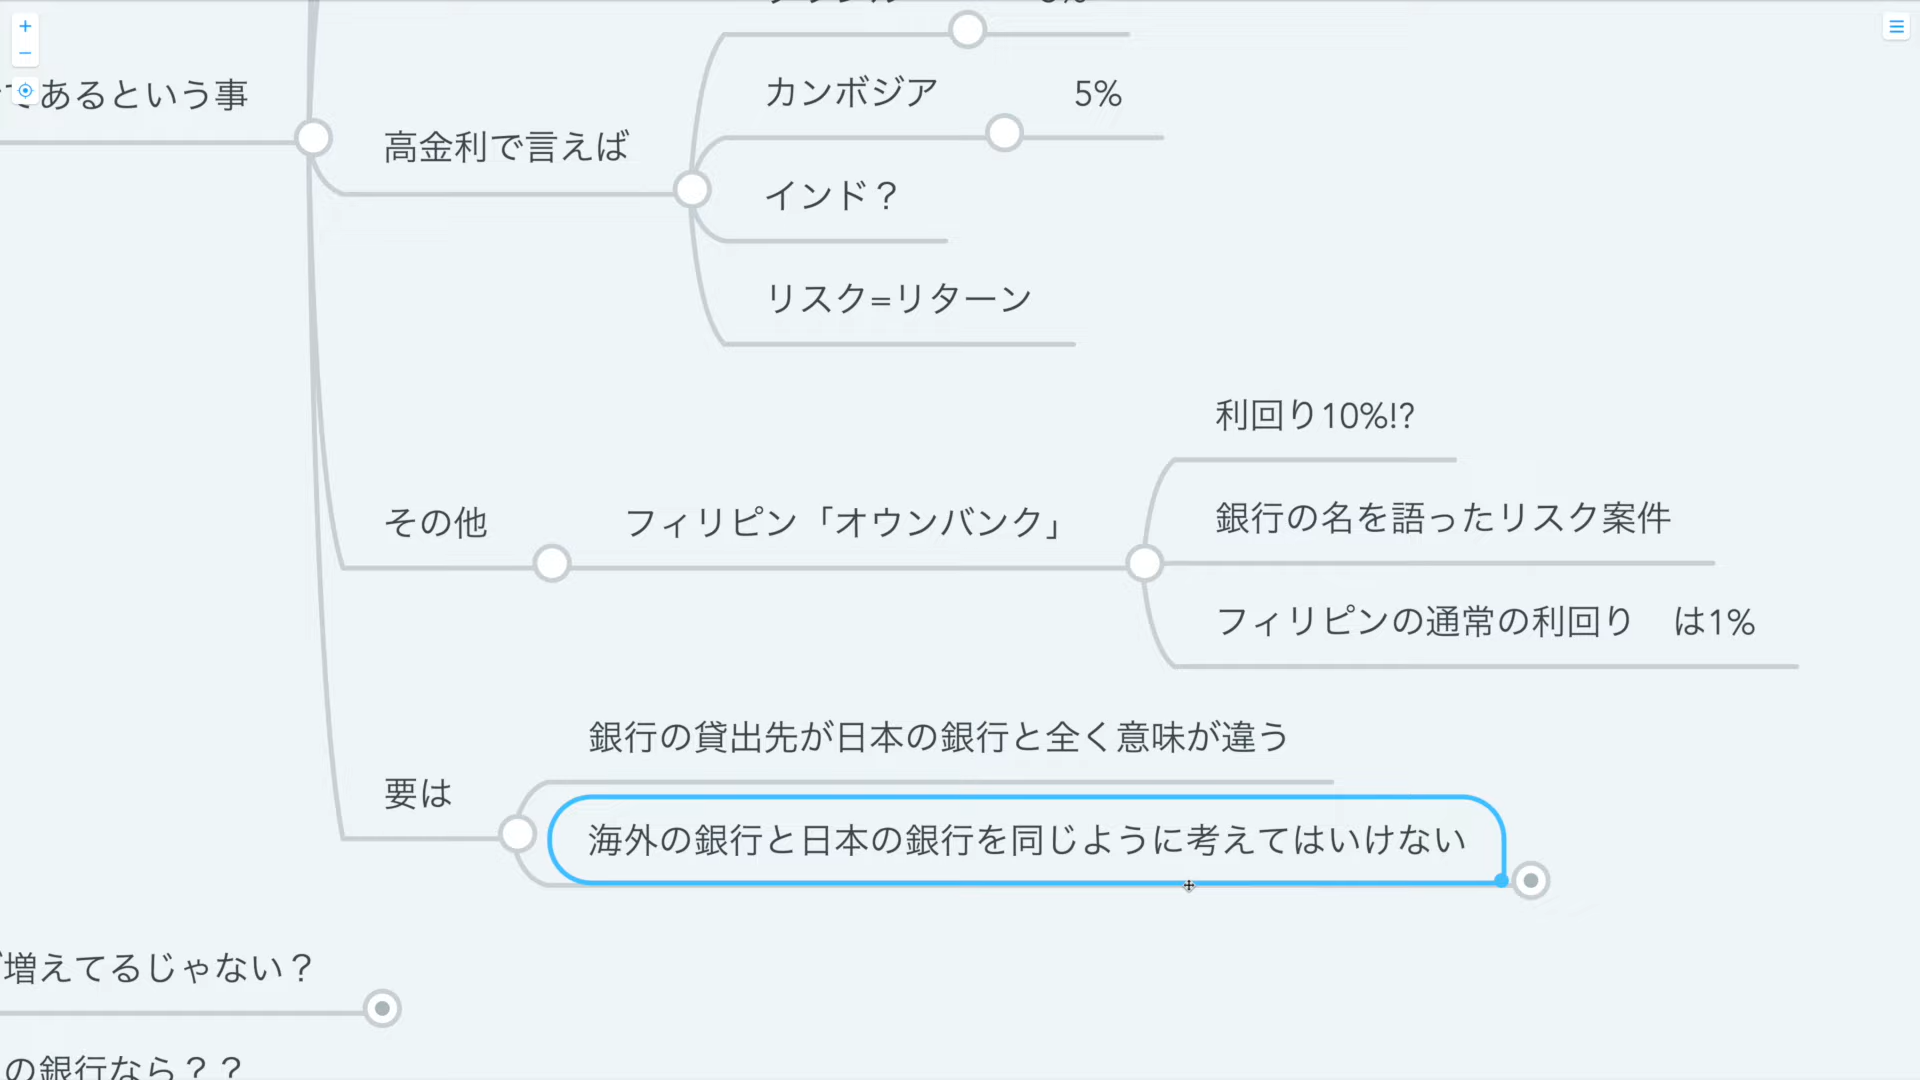 であるという事
高金利で言えば
カンボジア 5%
インド？
リスク=リターン
その他
フィリピン「オウンバンク」
利回り10%!?
銀行の名を語ったリスク案件
フィリピンの通常の利回り　は1%
要は
銀行の貸出先が日本の銀行と全く意味が違う
海外の銀行と日本の銀行を同じように考えてはいけない
増えてるじゃない？
の銀行なら？？